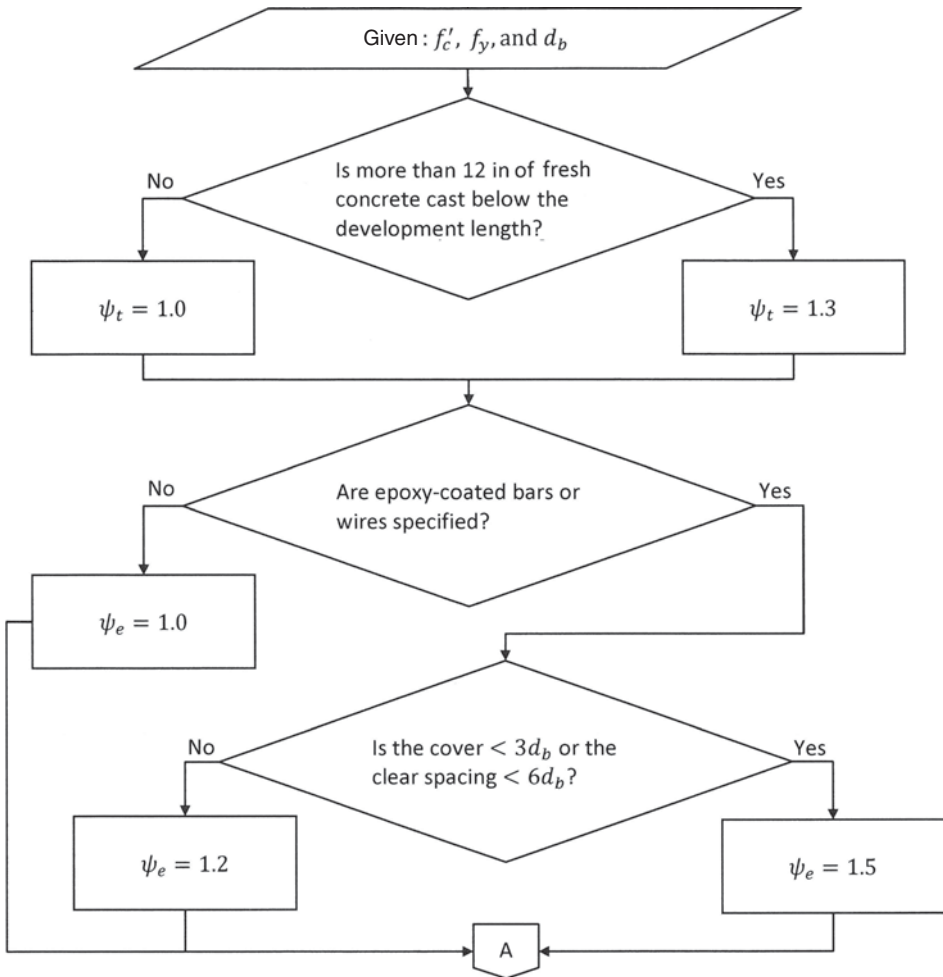 Given : f′c, fy, and db
Is more than 12 in of fresh
concrete cast below the
development length?
No
Yes
ψt = 1.0
ψt = 1.3
Are epoxy-coated bars or
wires specified?
No
Yes
ψe = 1.0
Is the cover < 3db or the
clear spacing < 6db?
No
Yes
ψe = 1.2
ψe = 1.5
A